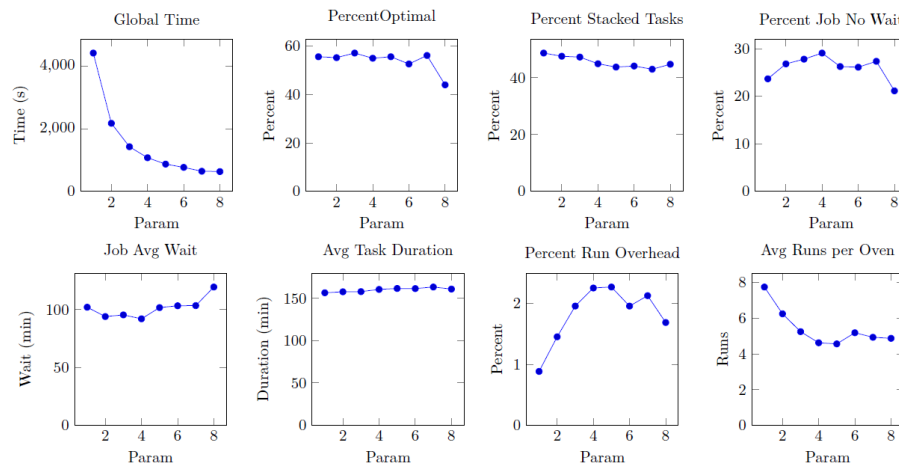 Global Time
4,000
2,000
0
Time (s)
2 4 6 8
Param
PercentOptimal
60
40
20
0
Percent
2 4 6 8
Param
Percent Stacked Tasks
40
20
0
Percent
2 4 6 8
Param
Percent Job No Wait
30
20
10
0
Percent
2 4 6 8
Param
Job Avg Wait
100
50
0
Wait (min)
2 4 6 8
Param
Avg Task Duration
150
100
50
0
Duration (min)
2 4 6 8
Param
Percent Run Overhead
2
1
0
Percent
2 4 6 8
Param
Avg Runs per Oven
8
6
4
2
0
Runs
2 4 6 8
Param